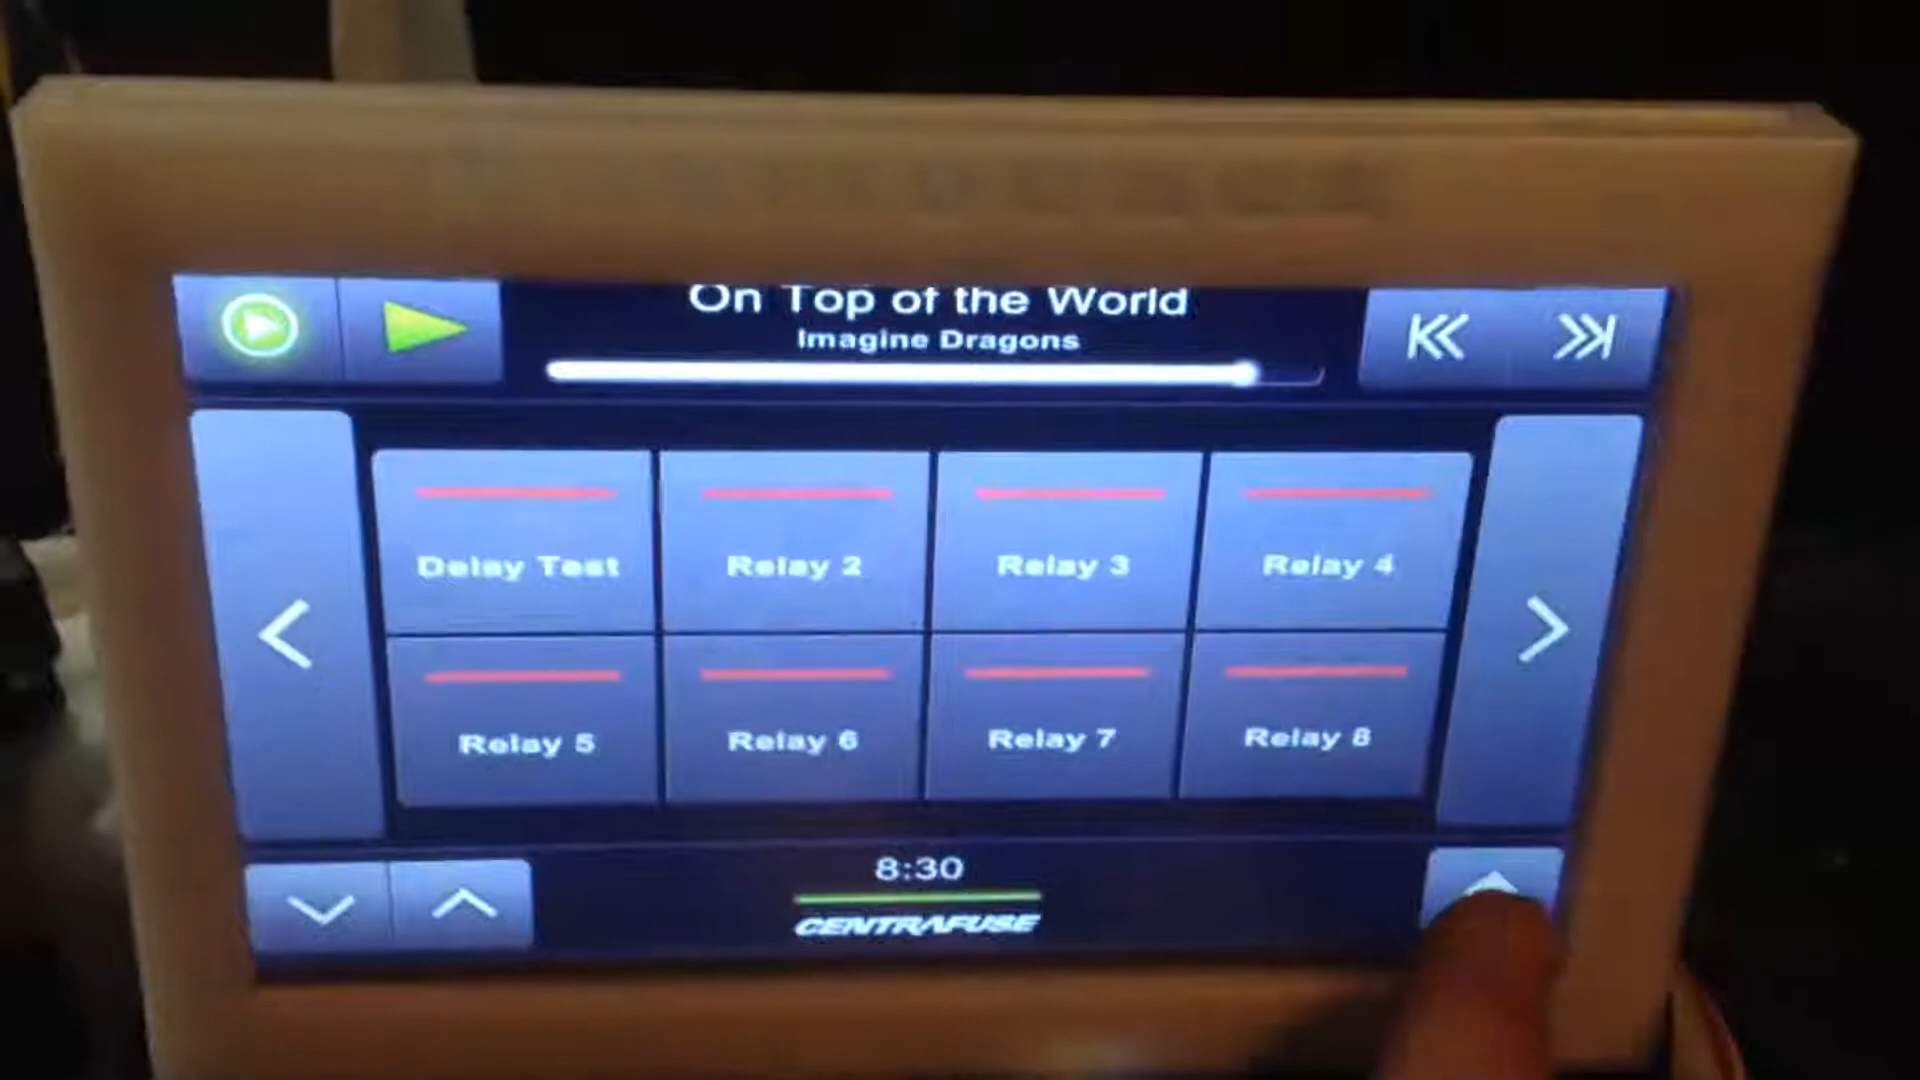 On Top of the World
Imagine Dragons
Delay Test
Relay 2
Relay 3
Relay 4
Relay 5
Relay 6
Relay 7
Relay 8
8:30
CENTRAFUSE